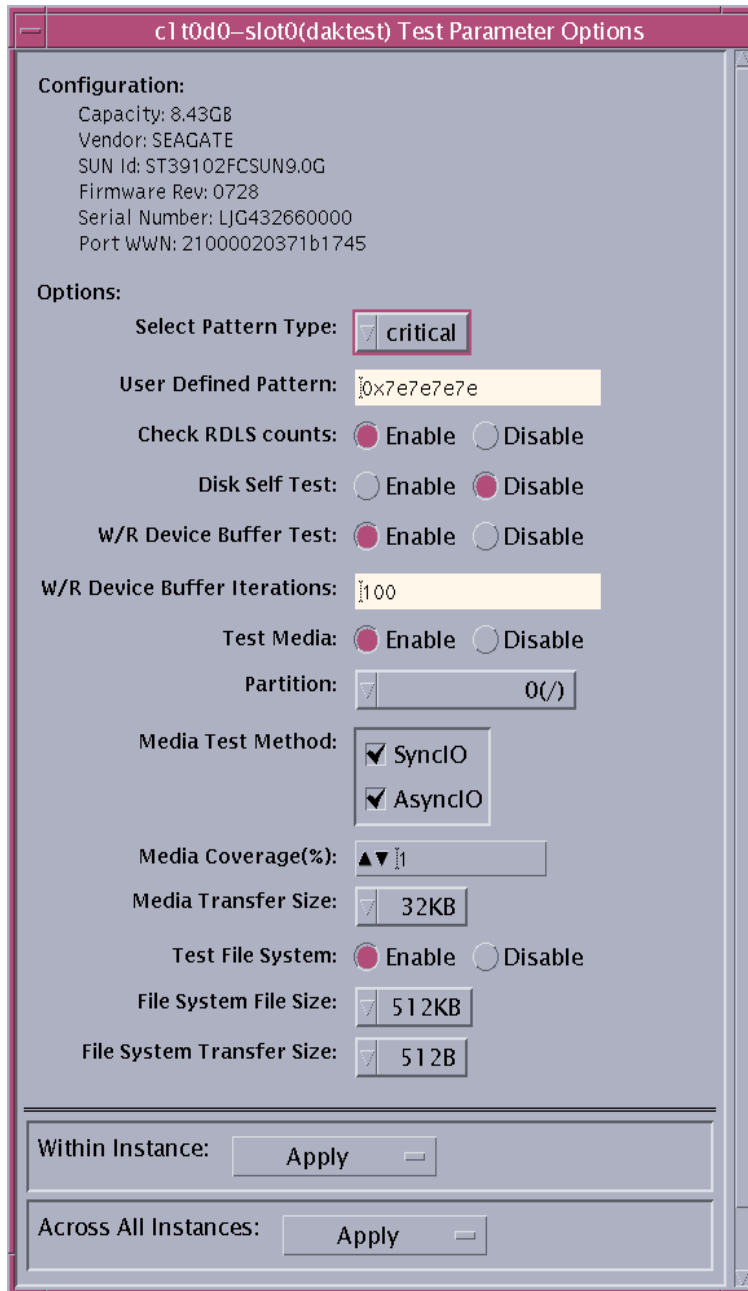 c1t0d0-slot0(daktest) Test Parameter Options
Configuration:
Capacity: 8.43GB
Vendor: SEAGATE
SUN Id: ST39102FCSUN9.0G
Firmware Rev: 0728
Serial Number: LJG432660000
Port WWN: 21000020371b1745
Options:
Select Pattern Type: critical
User Defined Pattern: 0x7e7e7e7e
Check RDLS counts: Enable Disable
Disk Self Test: Enable Disable
W/R Device Buffer Test: Enable Disable
W/R Device Buffer Iterations: 100
Test Media: Enable Disable
Partition: 0(/)
Media Test Method: SyncIO
AsyncIO
Media Coverage(%): 1
Media Transfer Size: 32KB
Test File System: Enable Disable
File System File Size: 512KB
File System Transfer Size: 512B
Within Instance: Apply
Across All Instances: Apply